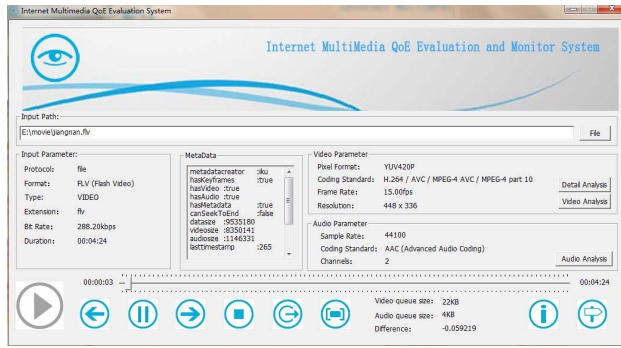 Internet Multimedia QoE Evaluation System
Internet MultiMedia QoE Evaluation and Monitor System
Input Path:
E:\movie\jiangnan.flv
File
Input Parameter:
Protocol: file
Format: FLV (Flash Video)
Type: VIDEO
Extension: flv
Bit Rate: 288.20kbps
Duration: 00:04:24
MetaData
metadatacreator :iku
hasKeyframes :true
hasVideo :true
hasAudio :true
hasMetadata :true
canSeekToEnd :false
datasize :9535180
videosize :8350141
audiosize :1146331
lasttimestamp :265
Video Parameter
Pixel Format: YUV420P
Coding Standard: H.264 / AVC / MPEG-4 AVC / MPEG-4 part 10
Frame Rate: 15.00fps
Resolution: 448 x 336
Detail Analysis
Video Analysis
Audio Parameter
Sample Rate: 44100
Coding Standard: AAC (Advanced Audio Coding)
Channels: 2
Audio Analysis
00:00:03
00:04:24
Video queue size: 22KB
Audio queue size: 4KB
Difference: -0.059219